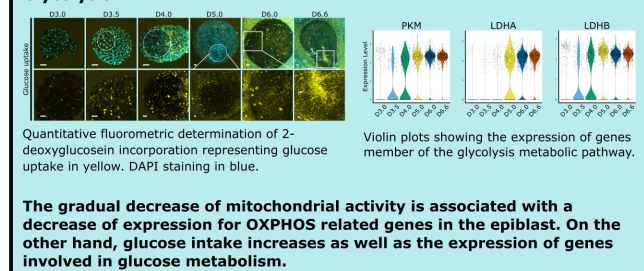 D3.0 D3.5 D4.0 D5.0 D6.0 D6.6
Glucose uptake
Quantitative fluorometric determination of 2-
deoxyglucosein incorporation representing glucose
uptake in yellow. DAPI staining in blue.
PKM LDHA LDHB
Expression Level
D3.0 D3.5 D4.0 D5.0 D6.0 D6.6
D3.0 D3.5 D4.0 D5.0 D6.0 D6.6
D3.0 D3.5 D4.0 D5.0 D6.0 D6.6
Violin plots showing the expression of genes
member of the glycolysis metabolic pathway.
The gradual decrease of mitochondrial activity is associated with a
decrease of expression for OXPHOS related genes in the epiblast. On the
other hand, glucose intake increases as well as the expression of genes
involved in glucose metabolism.